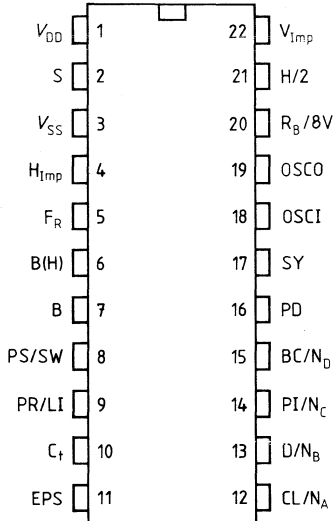 V_DD 1 22 V_Imp
S 2 21 H/2
V_SS 3 20 R_B/8V
H_Imp 4 19 OSCO
F_R 5 18 OSCI
B(H) 6 17 SY
B 7 16 PD
PS/SW 8 15 BC/N_D
PR/LI 9 14 PI/N_C
C_t 10 13 D/N_B
EPS 11 12 CL/N_A